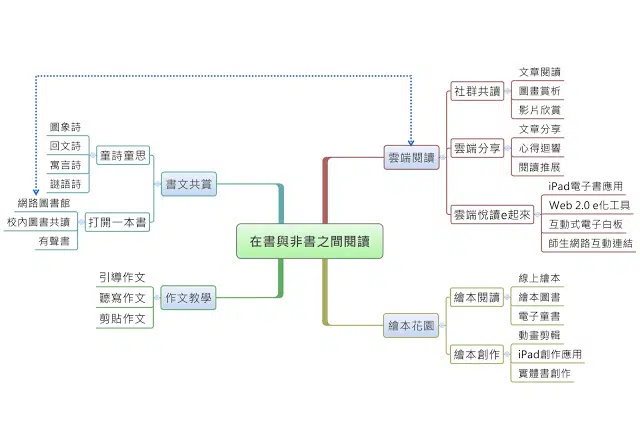 在書與非書之間閱讀
書文共賞
童詩童思
圖象詩
回文詩
寓言詩
謎語詩
打開一本書
網路圖書館
校內圖書共讀
有聲書
作文教學
引導作文
聽寫作文
剪貼作文
雲端閱讀
社群共讀
文章閱讀
圖畫賞析
影片欣賞
雲端分享
文章分享
心得迴響
閱讀推展
雲端悅讀e起來
iPad電子書應用
Web 2.0 e化工具
互動式電子白板
師生網路互動連結
繪本花園
繪本閱讀
線上繪本
繪本圖書
電子童書
繪本創作
動畫剪輯
iPad創作應用
實體書創作